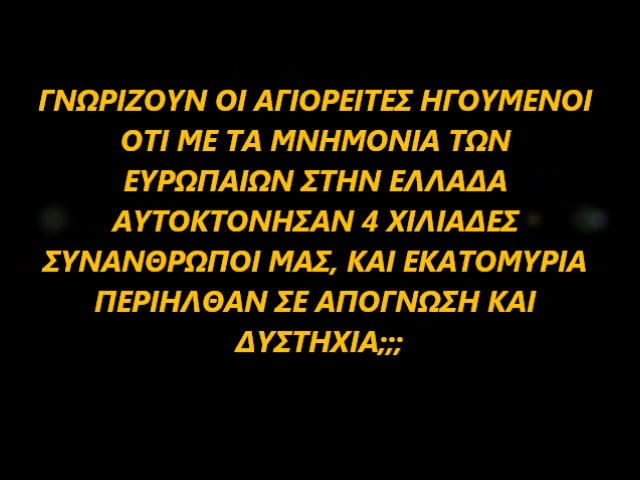 ΓΝΩΡΙΖΟΥΝ ΟΙ ΑΓΙΟΡΕΙΤΕΣ ΗΓΟΥΜΕΝΟΙ
ΟΤΙ ΜΕ ΤΑ ΜΝΗΜΟΝΙΑ ΤΩΝ
ΕΥΡΩΠΑΙΩΝ ΣΤΗΝ ΕΛΛΑΔΑ
ΑΥΤΟΚΤΟΝΗΣΑΝ 4 ΧΙΛΙΑΔΕΣ
ΣΥΝΑΝΘΡΩΠΟΙ ΜΑΣ, ΚΑΙ ΕΚΑΤΟΜΥΡΙΑ
ΠΕΡΙΗΛΘΑΝ ΣΕ ΑΠΟΓΝΩΣΗ ΚΑΙ
ΔΥΣΤΗΧΙΑ;;;